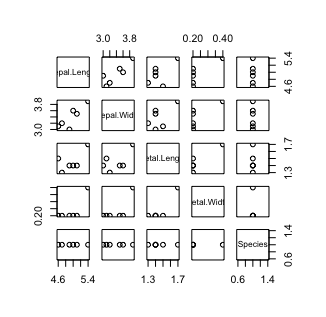 3.0 3.8 0.20 0.40
epal.Leng 4.6 5.4
3.0 3.8 epal.Wid
etal.Leng 1.3 1.7
0.20 etal.Widt
Species 0.6 1.4
4.6 5.4 1.3 1.7 0.6 1.4